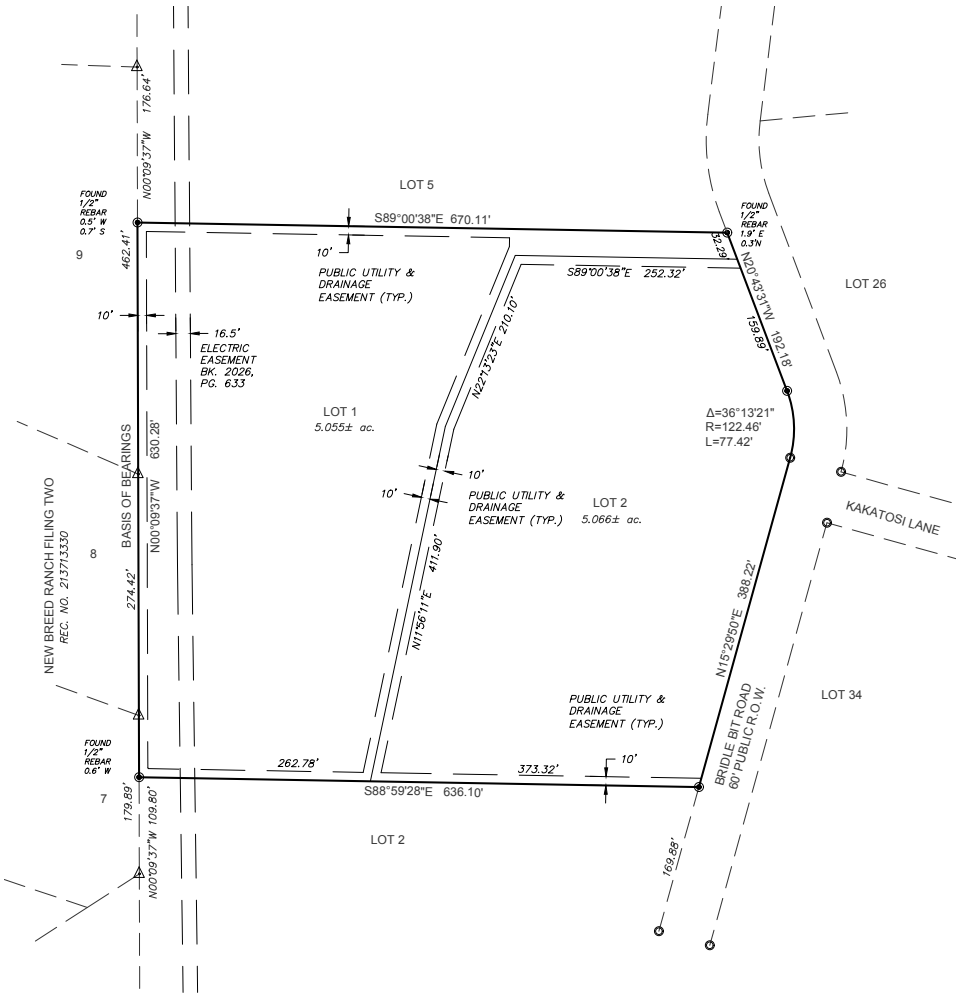 176.64'
N00°09'37"W
FOUND
1/2"
REBAR
0.5' W
0.7' S
LOT 5
S89°00'38"E 670.11'
FOUND
1/2"
REBAR
1.9' E
0.3'N
9
462.41'
10'
PUBLIC UTILITY &
DRAINAGE
EASEMENT (TYP.)
32.29'
S89°00'38"E 252.32'
N20°43'31"W 192.18'
159.89'
LOT 26
10'
16.5'
ELECTRIC
EASEMENT
BK. 2026,
PG. 633
N22°13'23"E 210.10'
LOT 1
5.055± ac.
Δ=36°13'21"
R=122.46'
L=77.42'
BASIS OF BEARINGS
N00°09'37"W 630.28'
10'
10'
PUBLIC UTILITY &
DRAINAGE
EASEMENT (TYP.)
LOT 2
5.066± ac.
KAKATOSI LANE
NEW BREED RANCH FILING TWO
REC. NO. 213713330
8
274.42'
N11°56'11"E 411.90'
N15°29'50"E 388.22'
PUBLIC UTILITY &
DRAINAGE
EASEMENT (TYP.)
BRIDLE BIT ROAD
60' PUBLIC R.O.W.
LOT 34
FOUND
1/2"
REBAR
0.6' W
262.78'
373.32'
10'
S88°59'28"E 636.10'
7
179.89'
N00°09'37"W 109.80'
LOT 2
169.88'